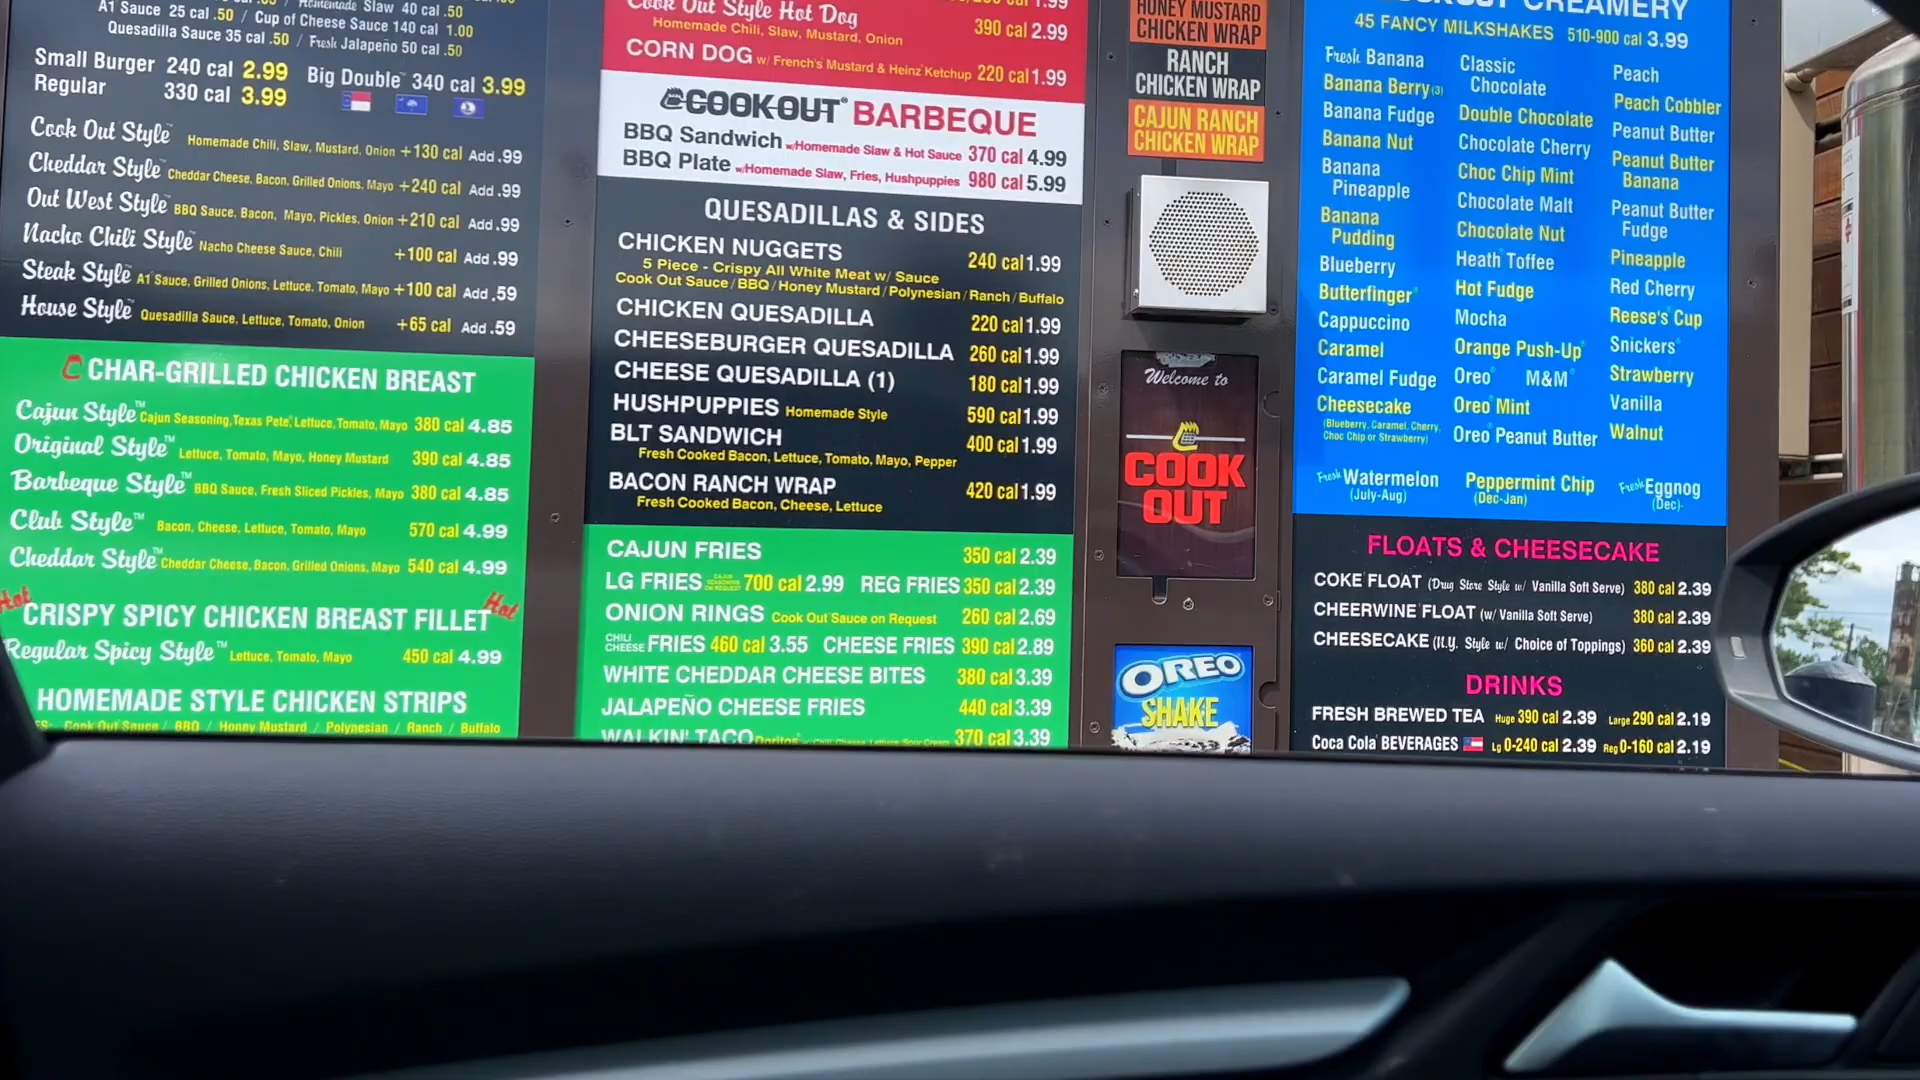 Homemade Slaw 40 cal .50
A1 Sauce 25 cal .50 / Cup of Cheese Sauce 140 cal 1.00
Quesadilla Sauce 35 cal .50 / Fresh Jalapeño 50 cal .50
Small Burger 240 cal 2.99
Regular 330 cal 3.99
Big Double™ 340 cal 3.99
Cook Out Style™ Homemade Chili, Slaw, Mustard, Onion +130 cal Add .99
Cheddar Style™ Cheddar Cheese, Bacon, Grilled Onions, Mayo +240 cal Add .99
Out West Style™ BBQ Sauce, Bacon, Mayo, Pickles, Onion +210 cal Add .99
Nacho Chili Style™ Nacho Cheese Sauce, Chili +100 cal Add .99
Steak Style™ A1 Sauce, Grilled Onions, Lettuce, Tomato, Mayo +100 cal Add .59
House Style™ Quesadilla Sauce, Lettuce, Tomato, Onion +65 cal Add .59
CHAR-GRILLED CHICKEN BREAST
Cajun Style™ Cajun Seasoning, Texas Pete, Lettuce, Tomato, Mayo 380 cal 4.85
Original Style™ Lettuce, Tomato, Mayo, Honey Mustard 390 cal 4.85
Barbeque Style™ BBQ Sauce, Fresh Sliced Pickles, Mayo 380 cal 4.85
Club Style™ Bacon, Cheese, Lettuce, Tomato, Mayo 570 cal 4.99
Cheddar Style™ Cheddar Cheese, Bacon, Grilled Onions, Mayo 540 cal 4.99
Hot CRISPY SPICY CHICKEN BREAST FILLET Hot
Regular Spicy Style™ Lettuce, Tomato, Mayo 450 cal 4.99
HOMEMADE STYLE CHICKEN STRIPS
Cook Out Sauce / BBQ / Honey Mustard / Polynesian / Ranch / Buffalo
Cook Out Style Hot Dog
Homemade Chili, Slaw, Mustard, Onion 390 cal 2.99
CORN DOG w/ French's Mustard & Heinz Ketchup 220 cal 1.99
COOKOUT® BARBEQUE
BBQ Sandwich w/Homemade Slaw & Hot Sauce 370 cal 4.99
BBQ Plate w/Homemade Slaw, Fries, Hushpuppies 980 cal 5.99
QUESADILLAS & SIDES
CHICKEN NUGGETS 240 cal 1.99
5 Piece - Crispy All White Meat w/ Sauce
Cook Out Sauce / BBQ / Honey Mustard / Polynesian / Ranch / Buffalo
CHICKEN QUESADILLA 220 cal 1.99
CHEESEBURGER QUESADILLA 260 cal 1.99
CHEESE QUESADILLA (1) 180 cal 1.99
HUSHPUPPIES Homemade Style 590 cal 1.99
BLT SANDWICH 400 cal 1.99
Fresh Cooked Bacon, Lettuce, Tomato, Mayo, Pepper
BACON RANCH WRAP 420 cal 1.99
Fresh Cooked Bacon, Cheese, Lettuce
CAJUN FRIES 350 cal 2.39
LG FRIES CAJUN SEASONING ON REQUEST 700 cal 2.99 REG FRIES 350 cal 2.39
ONION RINGS Cook Out Sauce on Request 260 cal 2.69
CHILI CHEESE FRIES 460 cal 3.55 CHEESE FRIES 390 cal 2.89
WHITE CHEDDAR CHEESE BITES 380 cal 3.39
JALAPEÑO CHEESE FRIES 440 cal 3.39
WALKIN' TACO Doritos w/ Chili, Cheese, Lettuce, Sour Cream 370 cal 3.39
HONEY MUSTARD
CHICKEN WRAP
RANCH
CHICKEN WRAP
CAJUN RANCH
CHICKEN WRAP
Welcome to
COOK
OUT
OREO
SHAKE
CREAMERY
45 FANCY MILKSHAKES 510-900 cal 3.99
Fresh Banana
Banana Berry (3)
Banana Fudge
Banana Nut
Banana
Pineapple
Banana
Pudding
Blueberry
Butterfinger®
Cappuccino
Caramel
Caramel Fudge
Cheesecake
(Blueberry, Caramel, Cherry,
Choc Chip or Strawberry)
Classic
Chocolate
Double Chocolate
Chocolate Cherry
Choc Chip Mint
Chocolate Malt
Chocolate Nut
Heath Toffee
Hot Fudge
Mocha
Orange Push-Up®
Oreo® M&M®
Oreo® Mint
Oreo Peanut Butter
Peach
Peach Cobbler
Peanut Butter
Peanut Butter
Banana
Peanut Butter
Fudge
Pineapple
Red Cherry
Reese's Cup
Snickers®
Strawberry
Vanilla
Walnut
Fresh Watermelon
(July-Aug)
Peppermint Chip
(Dec-Jan)
Fresh Eggnog
(Dec)-
FLOATS & CHEESECAKE
COKE FLOAT (Drug Store Style w/ Vanilla Soft Serve) 380 cal 2.39
CHEERWINE FLOAT (w/ Vanilla Soft Serve) 380 cal 2.39
CHEESECAKE (N.Y. Style w/ Choice of Toppings) 360 cal 2.39
DRINKS
FRESH BREWED TEA Huge 390 cal 2.39 Large 290 cal 2.19
Coca Cola BEVERAGES Lg 0-240 cal 2.39 Reg 0-160 cal 2.19